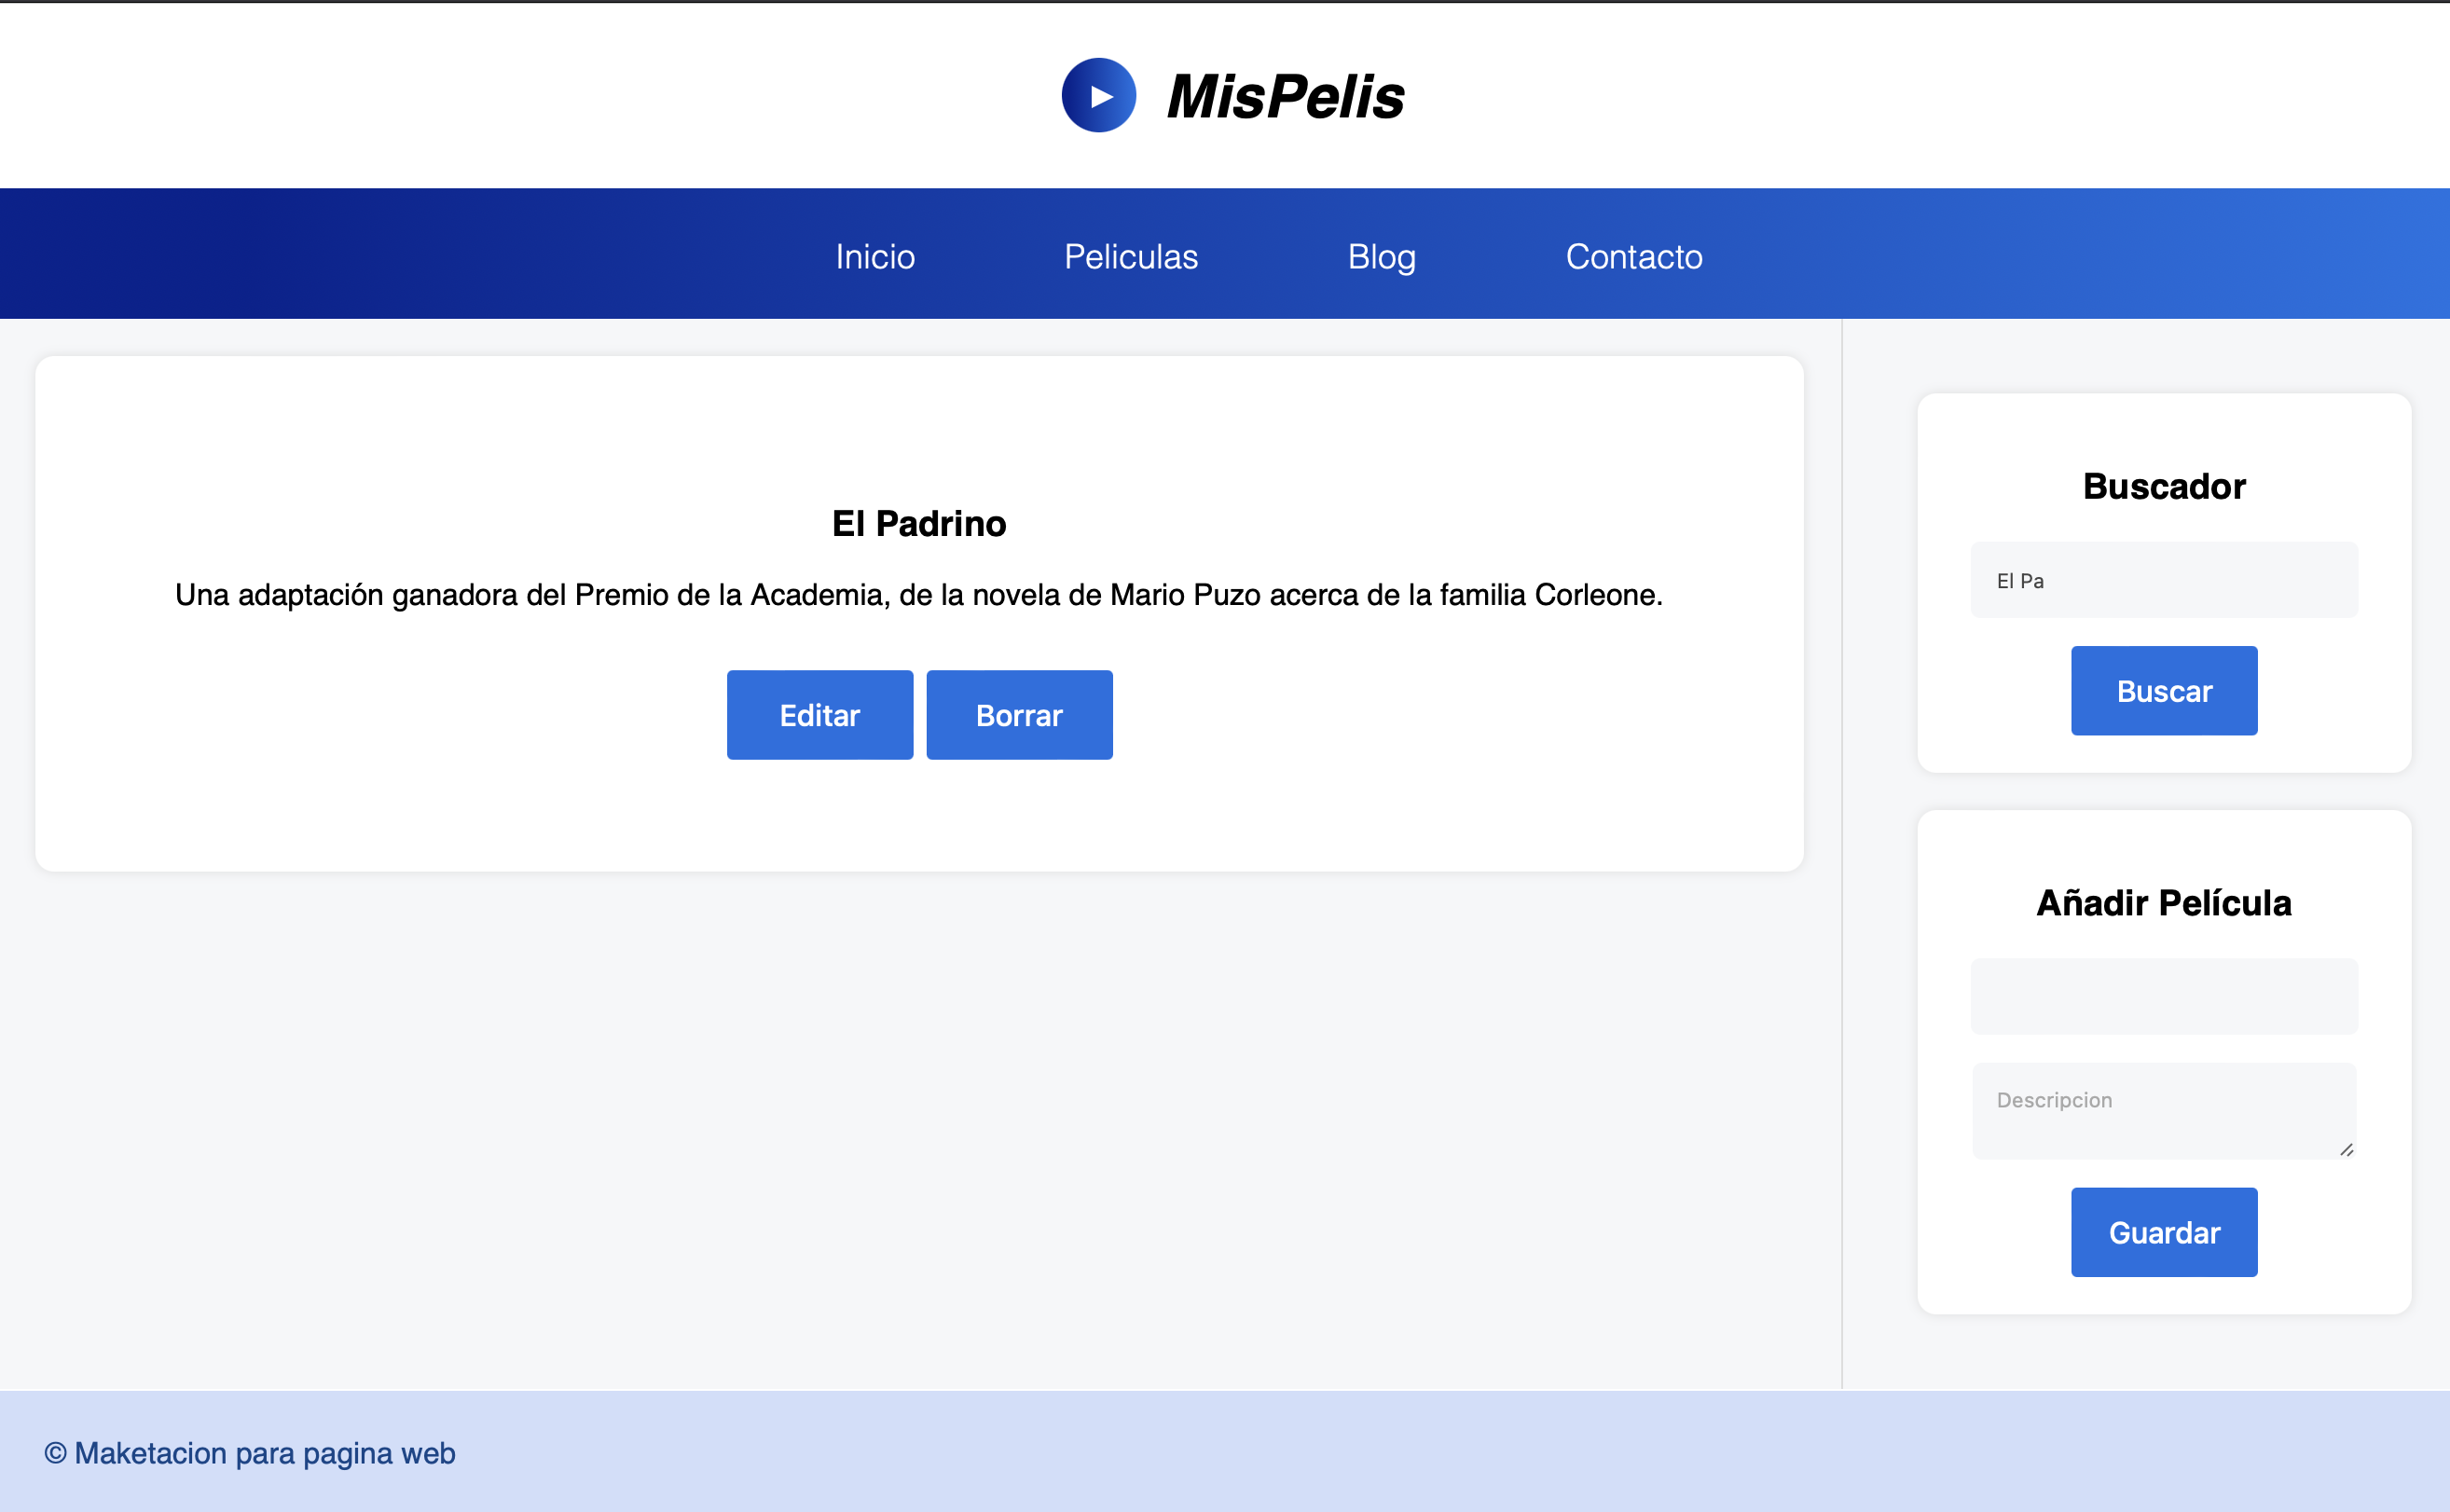 MisPelis
Inicio
Peliculas
Blog
Contacto
El Padrino
Una adaptación ganadora del Premio de la Academia, de la novela de Mario Puzo acerca de la familia Corleone.
Editar
Borrar
Buscador
El Pa
Buscar
Añadir Película
Descripcion
Guardar
© Maketacion para pagina web